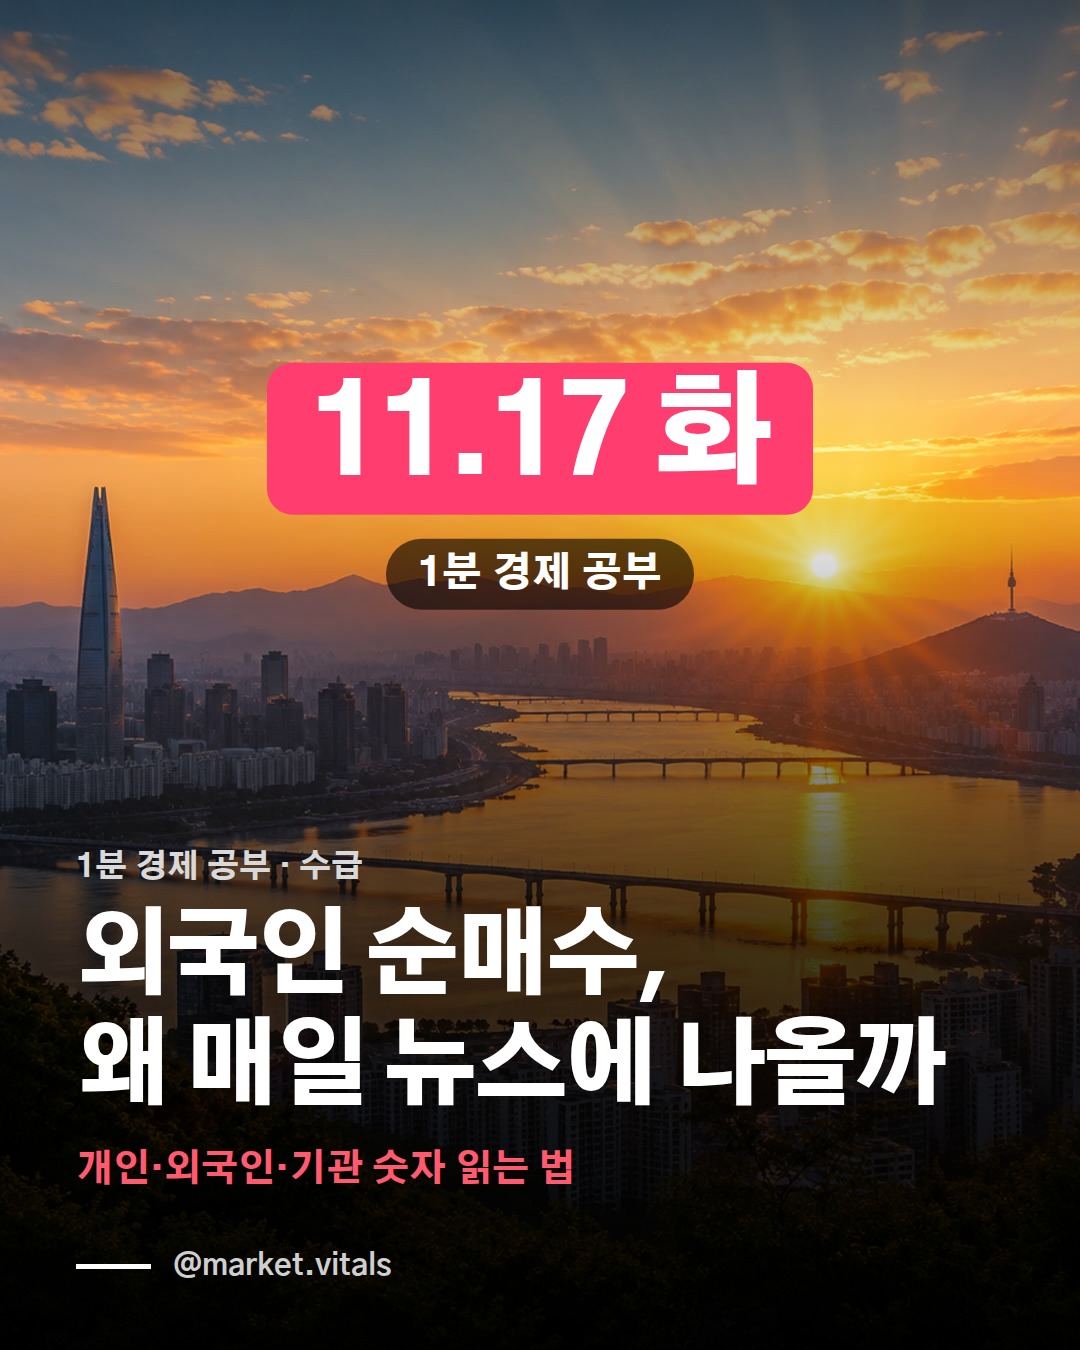 11.17 화
1분 경제 공부
1분 경제 공부 · 수급
외국인 순매수,
왜 매일 뉴스에 나올까
개인·외국인·기관 숫자 읽는 법
@market.vitals